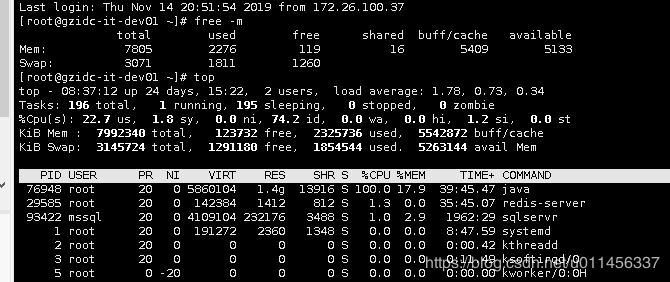 Last login: Thu Nov 14 20:51:54 2019 from 172.26.100.37
[root@gzidc-it-dev01 ~]# free -m
total used free shared buff/cache available
Mem: 7805 2276 119 16 5409 5133
Swap: 3071 1811 1260
[root@gzidc-it-dev01 ~]# top
top - 08:37:12 up 24 days, 15:22, 2 users, load average: 1.78, 0.73, 0.34
Tasks: 196 total, 1 running, 195 sleeping, 0 stopped, 0 zombie
%Cpu(s): 22.7 us, 1.8 sy, 0.0 ni, 74.2 id, 0.0 wa, 0.0 hi, 1.2 si, 0.0 st
KiB Mem : 7992340 total, 123732 free, 2325736 used, 5542872 buff/cache
KiB Swap: 3145724 total, 1291180 free, 1854544 used. 5263144 avail Mem
PID USER PR NI VIRT RES SHR S %CPU %MEM TIME+ COMMAND
76948 root 20 0 5860104 1.4g 13916 S 100.0 17.9 39:45.47 java
29585 root 20 0 142384 1412 812 S 1.3 0.0 35:45.07 redis-server
93422 mssql 20 0 4109104 232176 3488 S 1.0 2.9 1962:29 sqlservr
1 root 20 0 191272 2360 1348 S 0.0 0.0 8:47.59 systemd
2 root 20 0 0 0 0 S 0.0 0.0 0:00.42 kthreadd
3 root 20 0 0 0 0 S 0.0 0.0 0:11.45 ksoftirqd/0
5 root 0 -20 0 0 0 S 0.0 0.0 0:00.00 kworker/0:0H
https://blog.csdn.net/u011456337